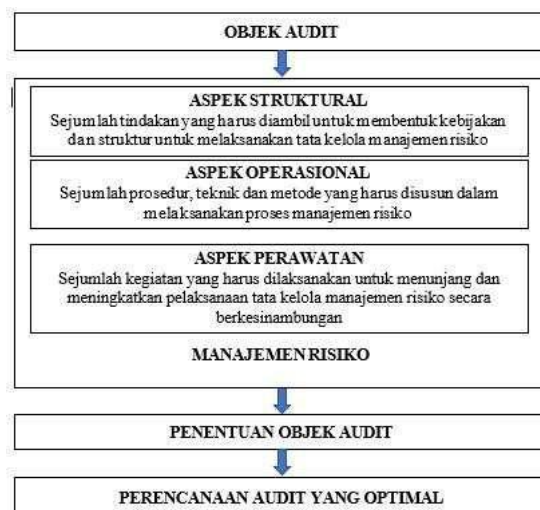 OBJEK AUDIT
ASPEK STRUKTURAL
Sejumlah tindakan yang harus diambil untuk membentuk kebijakan
dan struktur untuk melaksanakan tata kelola manajemen risiko
ASPEK OPERASIONAL
Sejumlah prosedur, teknik dan metode yang harus disusun dalam
melaksanakan proses manajemen risiko
ASPEK PERAWATAN
Sejumlah kegiatan yang harus dilaksanakan untuk menunjang dan
meningkatkan pelaksanaan tata kelola manajemen risiko secara
berkesinambungan
MANAJEMEN RISIKO
PENENTUAN OBJEK AUDIT
PERENCANAAN AUDIT YANG OPTIMAL